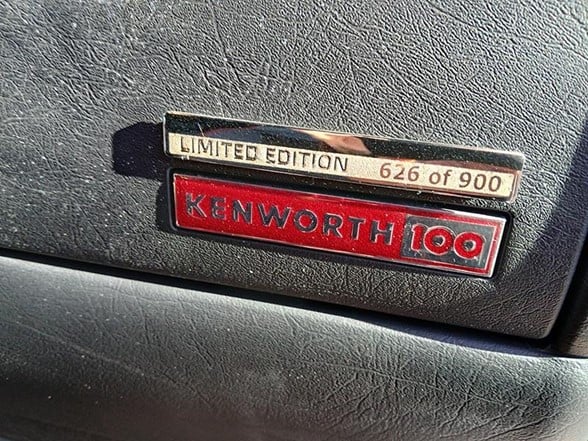 LIMITED EDITION 626 of 900
KENWORTH 100